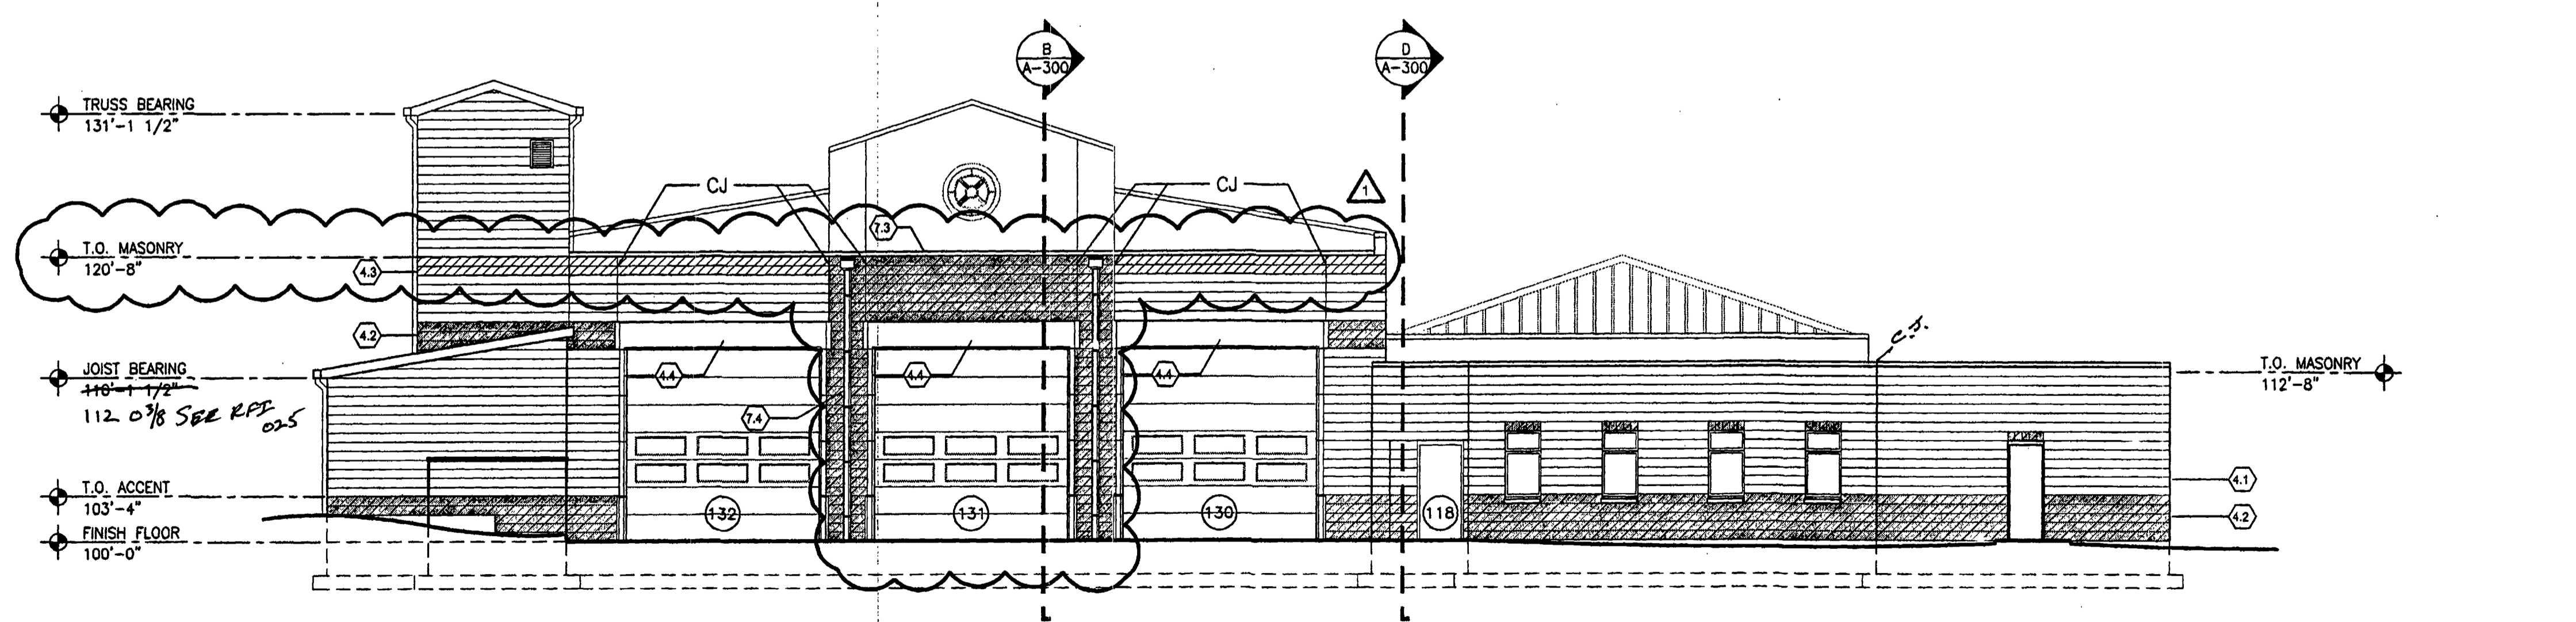 B
A-300
D
A-300
TRUSS BEARING
131'-1 1/2"
CJ
CJ
1
7.3
T.O. MASONRY
120'-8"
4.3
4.2
C.J.
JOIST BEARING
110'-1 1/2"
112 0 3/8 SEE RFI
025
4.4
4.4
4.4
T.O. MASONRY
112'-8"
7.4
4.1
T.O. ACCENT
103'-4"
132
131
130
118
4.2
FINISH FLOOR
100'-0"